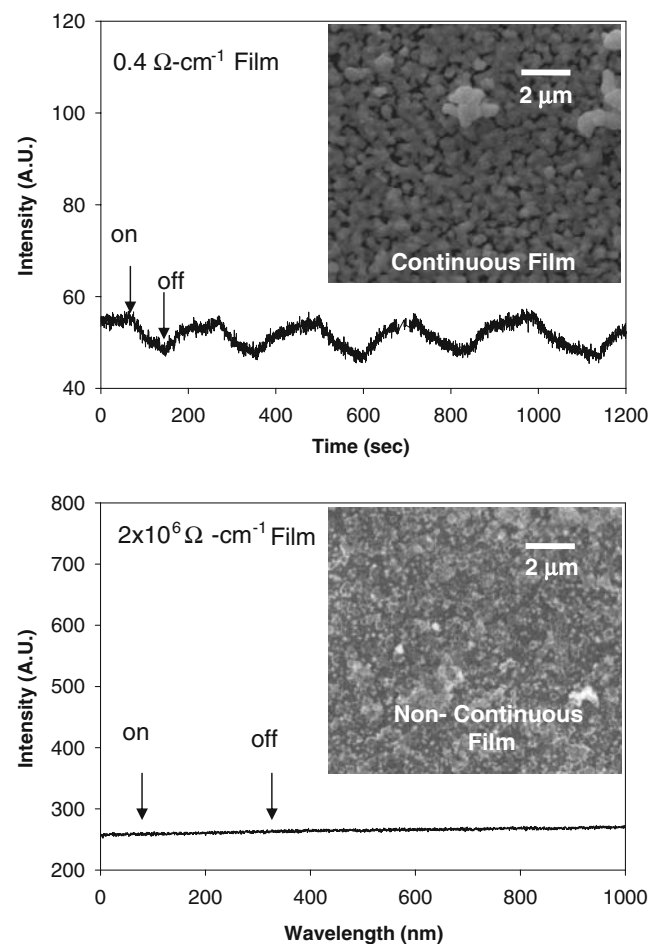 120
100
80
60
40
Intensity (A.U.)
0.4 Ω-cm⁻¹ Film
2 μm
Continuous Film
on
off
0 200 400 600 800 1000 1200
Time (sec)
800
700
600
500
400
300
200
Intensity (A.U.)
2x10⁶ Ω -cm⁻¹ Film
2 μm
Non- Continuous
Film
on
off
0 200 400 600 800 1000
Wavelength (nm)